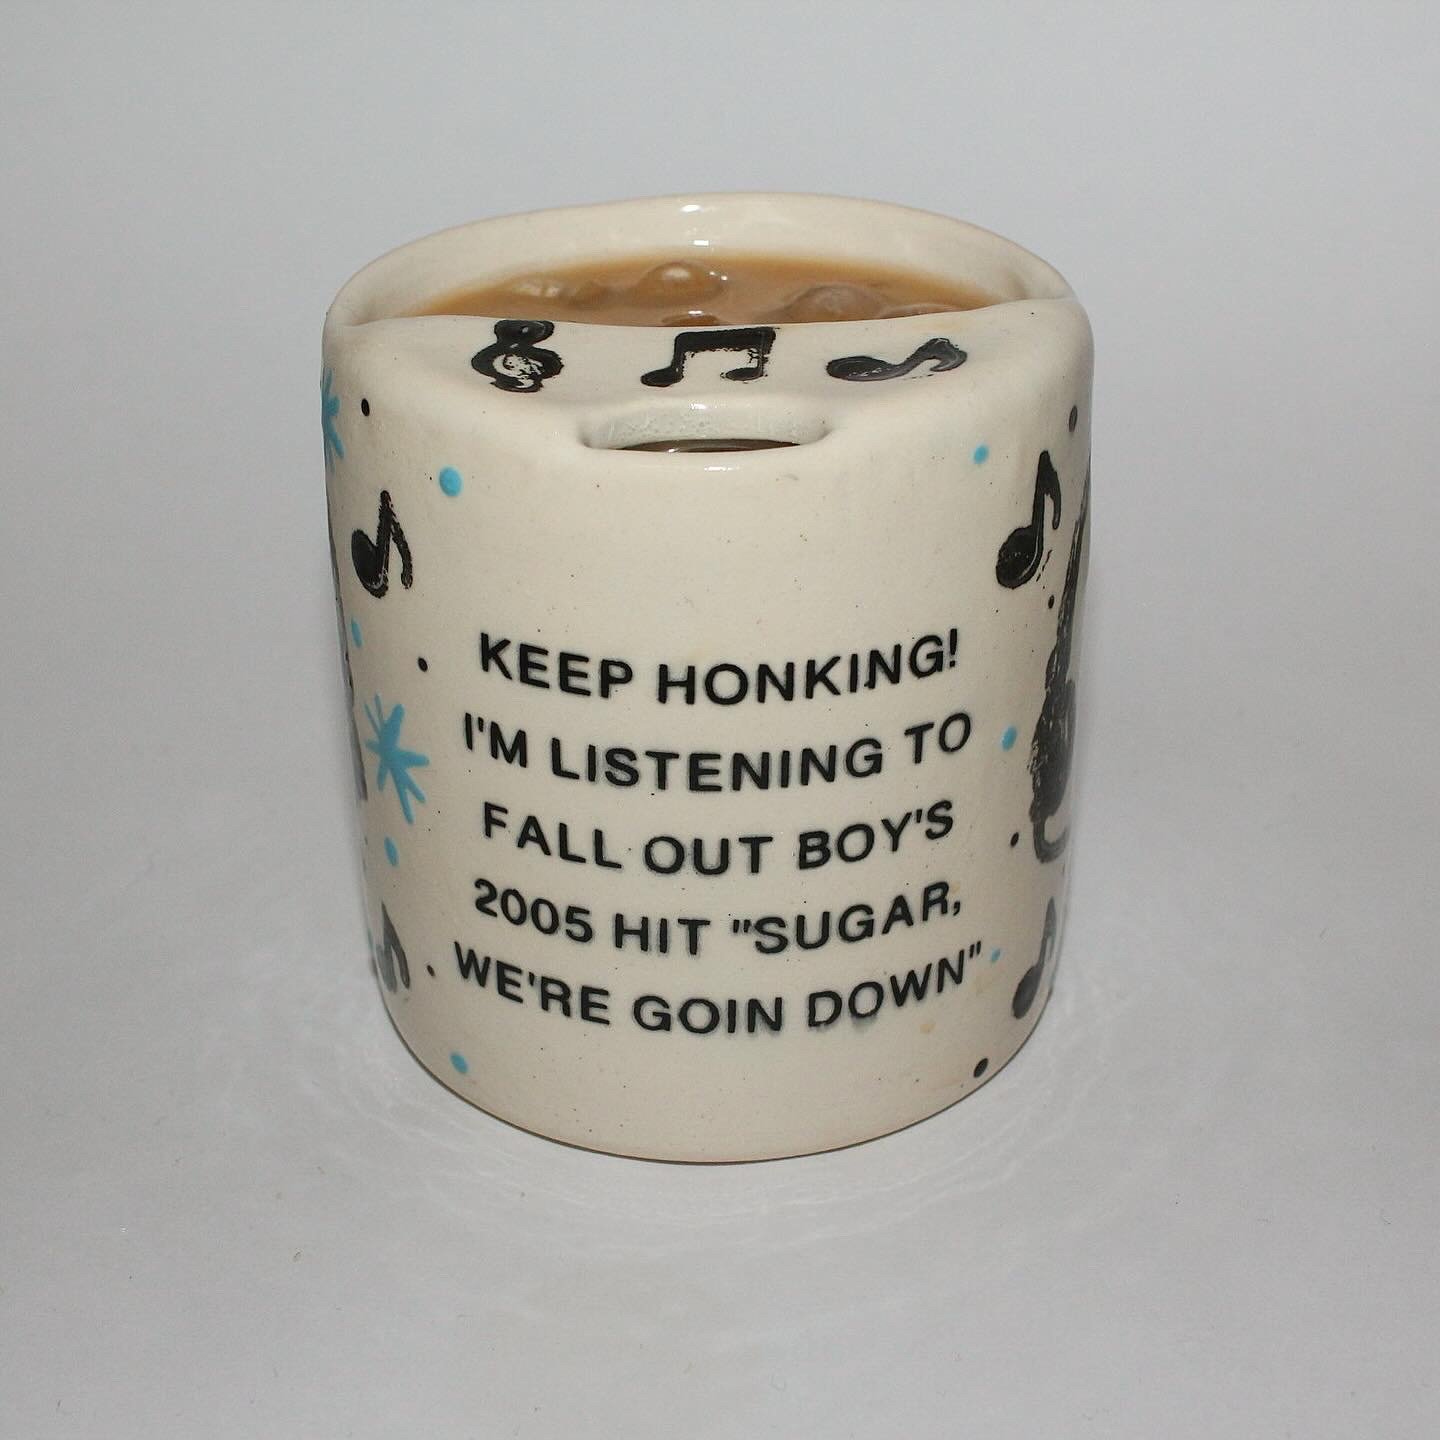 KEEP HONKING!
I'M LISTENING TO
FALL OUT BOY'S
2005 HIT "SUGAR,
WE'RE GOIN DOWN"